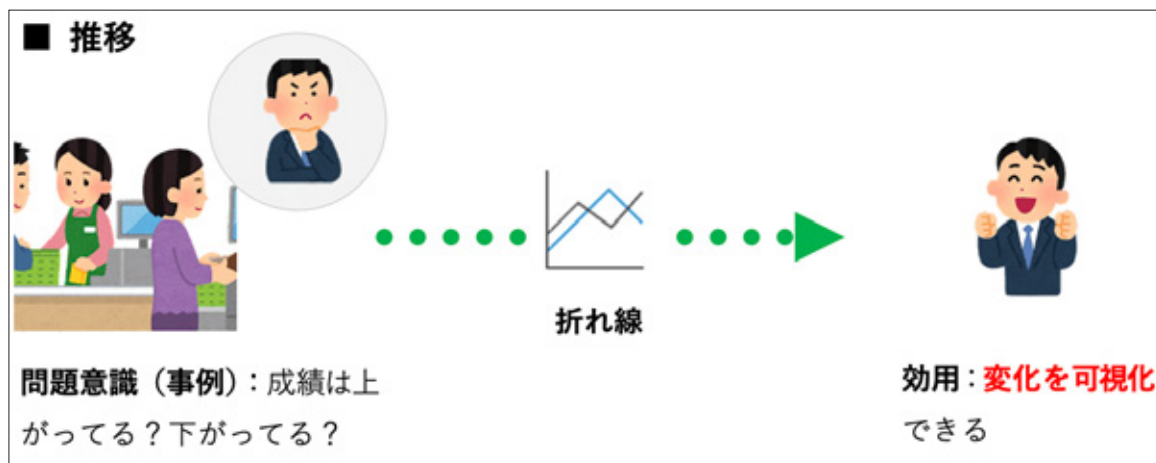 ■ 推移
折れ線
問題意識（事例）：成績は上
がってる？下がってる？
効用：変化を可視化
できる